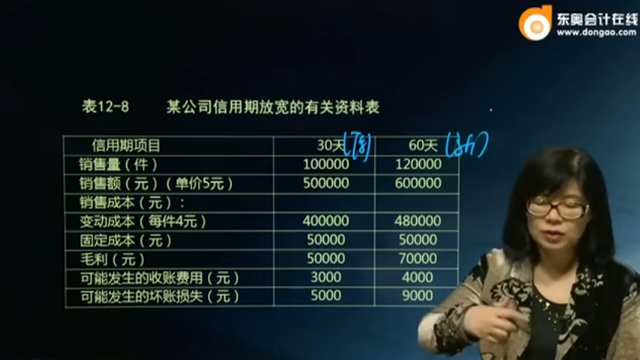 东奥会计在线
www.dongao.com
表12-8 某公司信用期放宽的有关资料表
信用期项目 30天 60天
销售量(件) 100000 120000
销售额(元)(单价5元) 500000 600000
销售成本(元):
变动成本(每件4元) 400000 480000
固定成本(元) 50000 50000
毛利(元) 50000 70000
可能发生的收账费用(元) 3000 4000
可能发生的坏账损失(元) 5000 9000